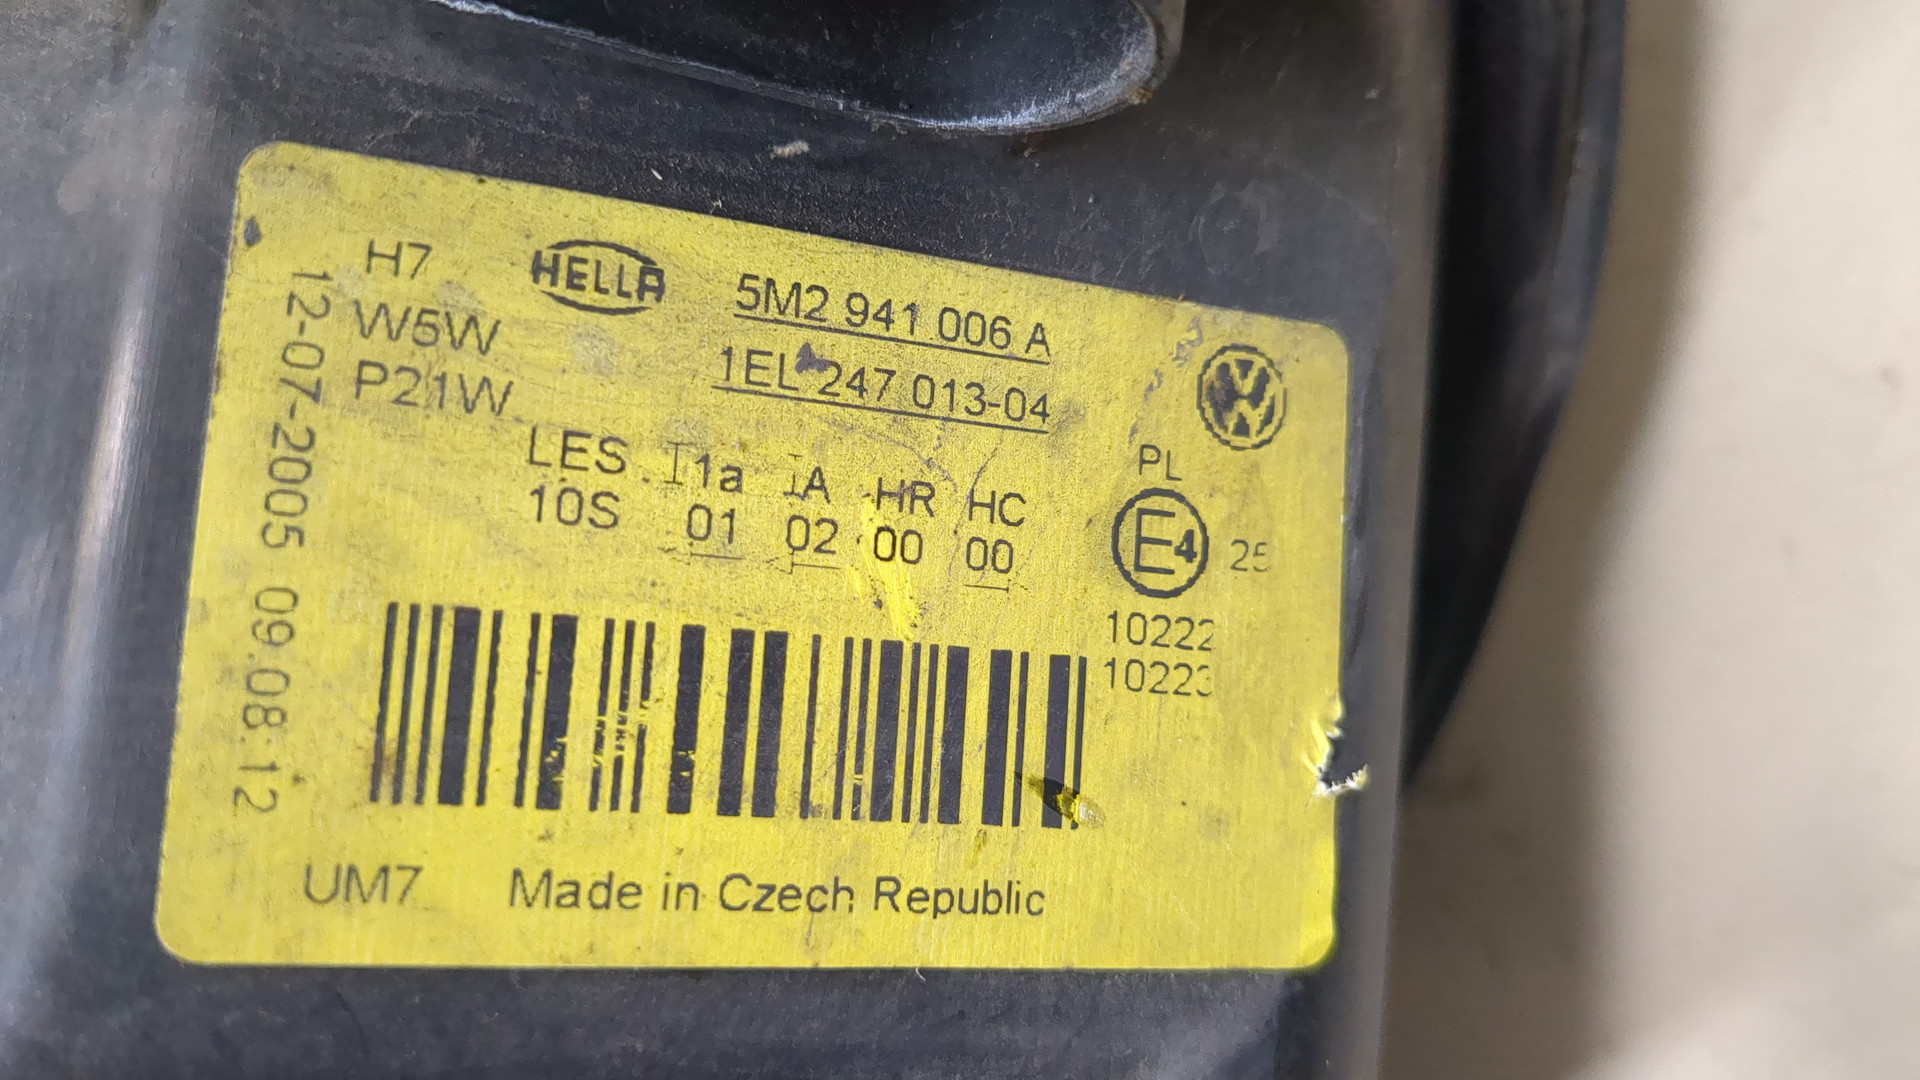 H7
W5W
P21W
HELLA
5M2 941 006 A
1EL 247 013-04
LES I1a IA HR HC
10S 01 02 00 00
PL
E4 25
10222
10223
12-07-2005 09.08:12
UM7 Made in Czech Republic